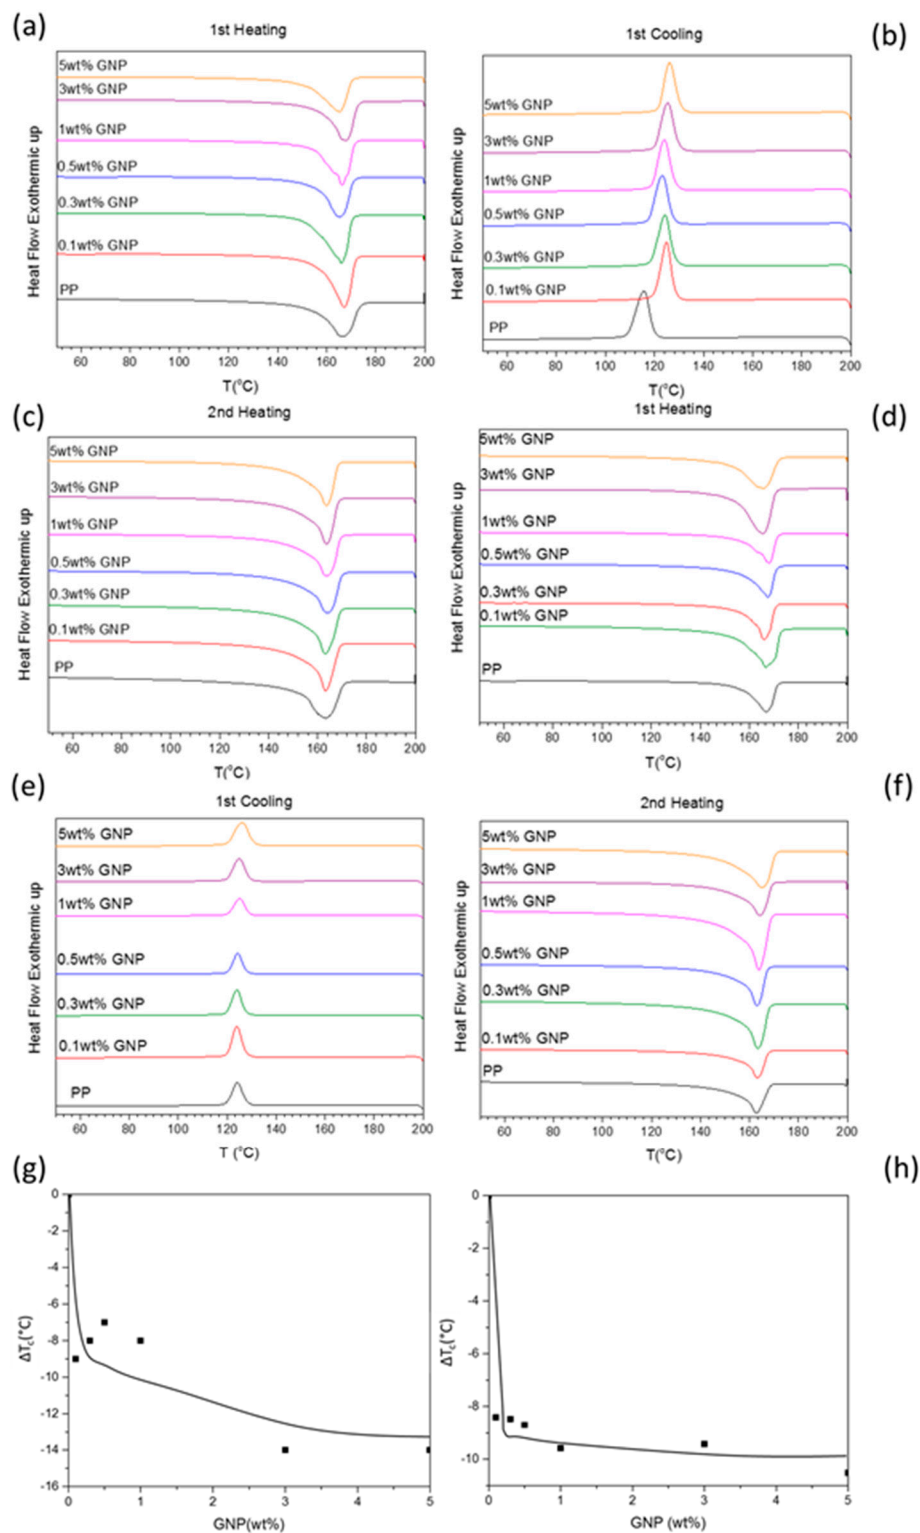 (a)
1st Heating
Heat Flow Exothermic up
5wt% GNP
3wt% GNP
1wt% GNP
0.5wt% GNP
0.3wt% GNP
0.1wt% GNP
PP
60 80 100 120 140 160 180 200
T(°C)
(b)
1st Cooling
Heat Flow Exothermic up
5wt% GNP
3wt% GNP
1wt% GNP
0.5wt% GNP
0.3wt% GNP
0.1wt% GNP
PP
60 80 100 120 140 160 180 200
T(°C)
(c)
2nd Heating
Heat Flow Exothermic up
5wt% GNP
3wt% GNP
1wt% GNP
0.5wt% GNP
0.3wt% GNP
0.1wt% GNP
PP
60 80 100 120 140 160 180 200
T(°C)
(d)
1st Heating
Heat Flow Exothermic up
5wt% GNP
3wt% GNP
1wt% GNP
0.5wt% GNP
0.3wt% GNP
0.1wt% GNP
PP
60 80 100 120 140 160 180 200
T(°C)
(e)
1st Cooling
Heat Flow Exothermic up
5wt% GNP
3wt% GNP
1wt% GNP
0.5wt% GNP
0.3wt% GNP
0.1wt% GNP
PP
60 80 100 120 140 160 180 200
T (°C)
(f)
2nd Heating
Heat Flow Exothermic up
5wt% GNP
3wt% GNP
1wt% GNP
0.5wt% GNP
0.3wt% GNP
0.1wt% GNP
PP
60 80 100 120 140 160 180 200
T(°C)
(g)
ΔTc(°C)
0
-2
-4
-6
-8
-10
-12
-14
-16
0 1 3 5
GNP(wt%)
(h)
ΔTc(°C)
0
-2
-4
-6
-8
-10
0 1 3 5
GNP (wt%)